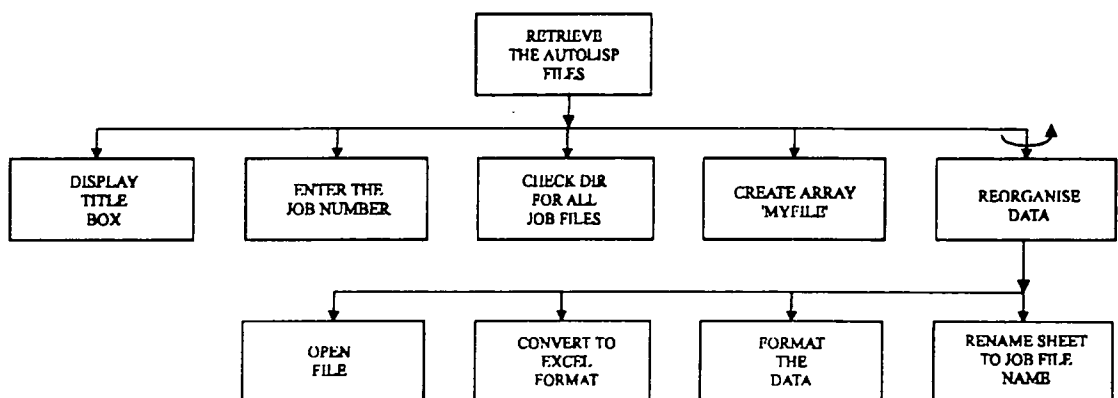 RETRIEVE
THE AUTOLISP
FILES
DISPLAY
TITLE
BOX
ENTER THE
JOB NUMBER
CHECK DIR
FOR ALL
JOB FILES
CREATE ARRAY
'MYFILE'
REORGANISE
DATA
OPEN
FILE
CONVERT TO
EXCEL
FORMAT
FORMAT
THE
DATA
RENAME SHEET
TO JOB FILE
NAME